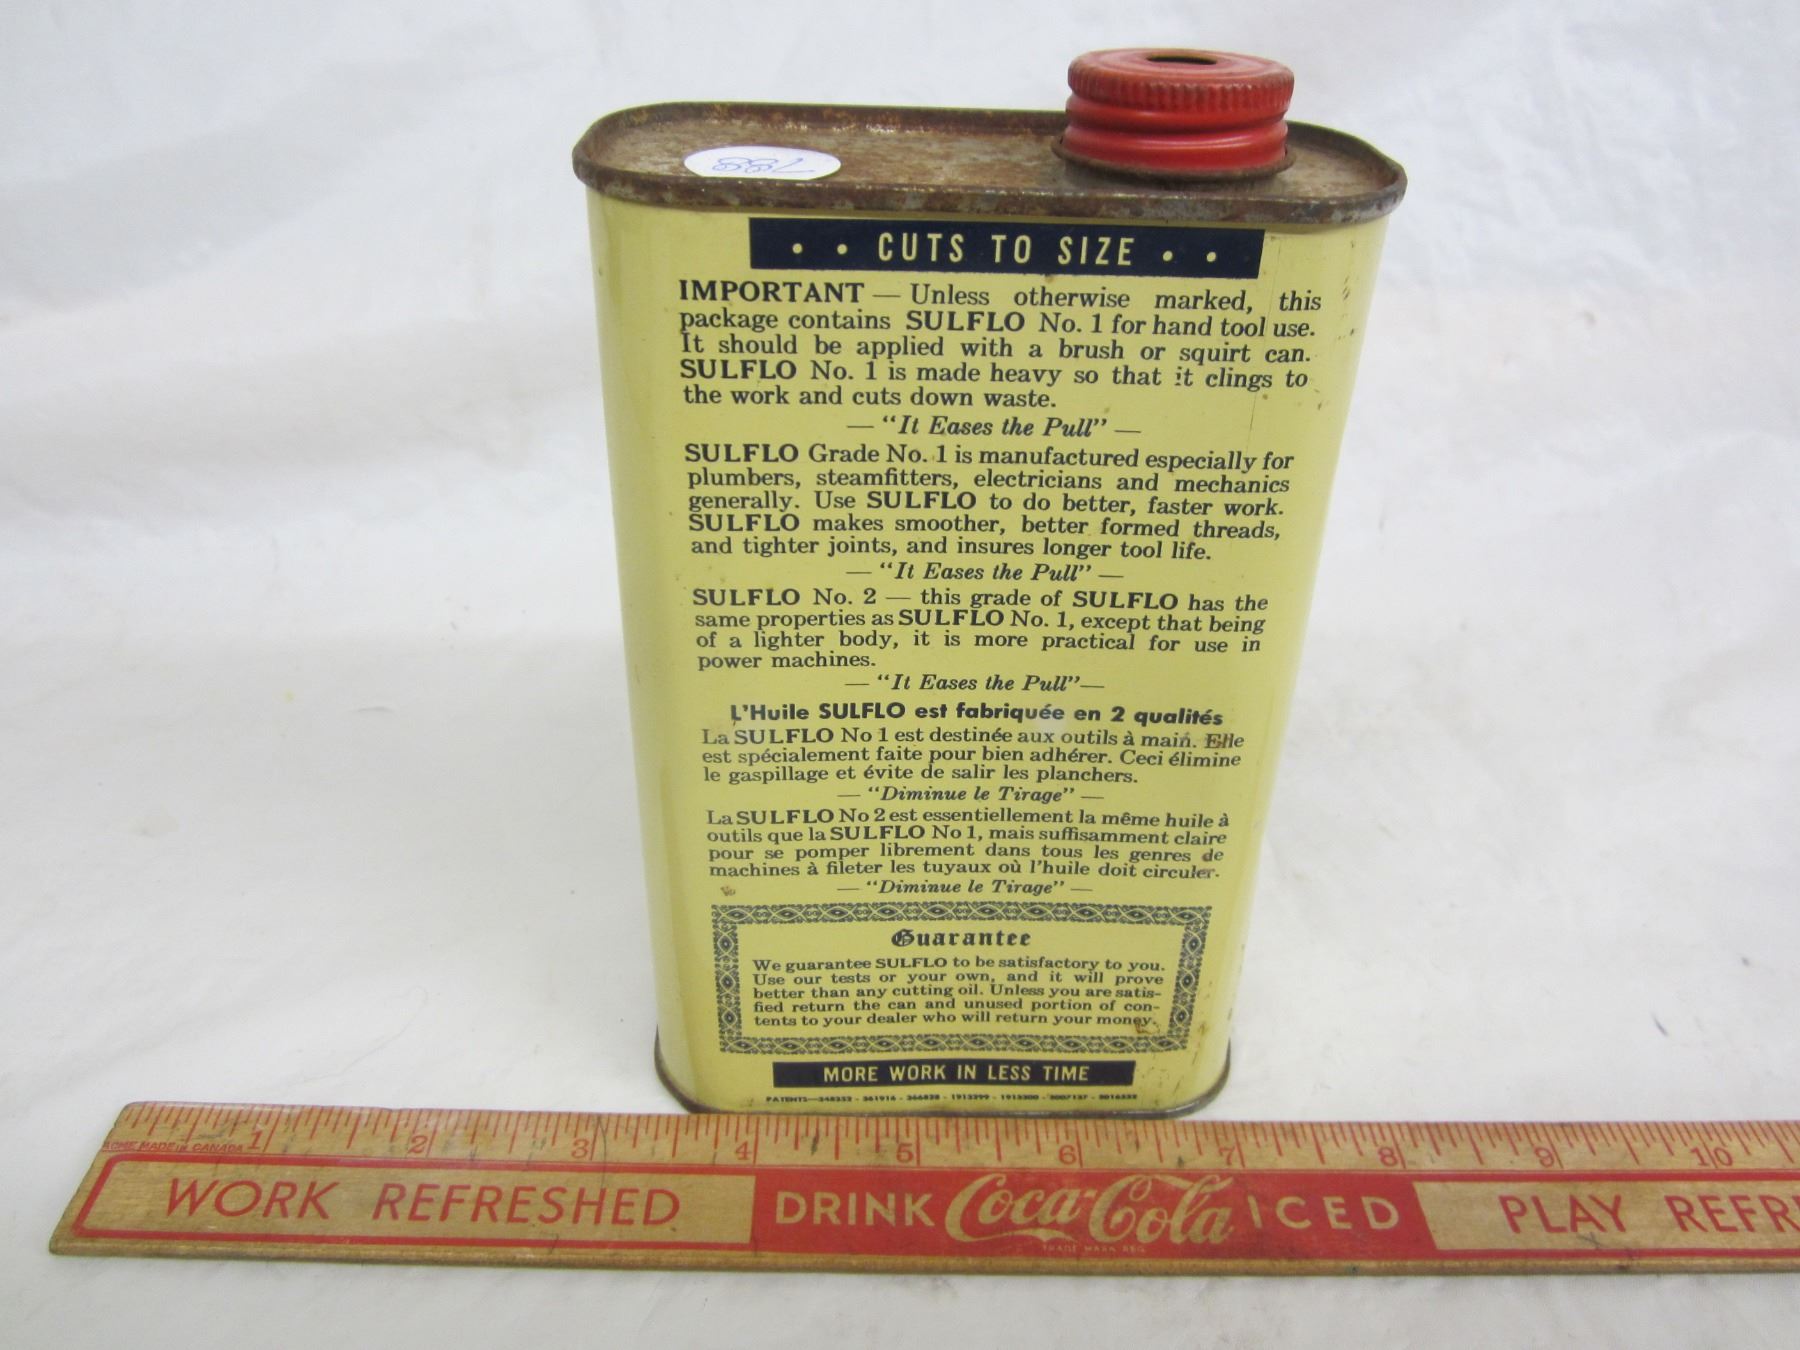 788
• • CUTS TO SIZE • •
IMPORTANT — Unless otherwise marked, this
package contains SULFLO No. 1 for hand tool use.
It should be applied with a brush or squirt can.
SULFLO No. 1 is made heavy so that it clings to
the work and cuts down waste.
— "It Eases the Pull" —
SULFLO Grade No. 1 is manufactured especially for
plumbers, steamfitters, electricians and mechanics
generally. Use SULFLO to do better, faster work.
SULFLO makes smoother, better formed threads,
and tighter joints, and insures longer tool life.
— "It Eases the Pull" —
SULFLO No. 2 — this grade of SULFLO has the
same properties as SULFLO No. 1, except that being
of a lighter body, it is more practical for use in
power machines.
— "It Eases the Pull" —
L'Huile SULFLO est fabriquée en 2 qualités
La SULFLO No 1 est destinée aux outils à main. Elle
est spécialement faite pour bien adhérer. Ceci élimine
le gaspillage et évite de salir les planchers.
— "Diminue le Tirage" —
La SULFLO No 2 est essentiellement la même huile à
outils que la SULFLO No 1, mais suffisamment claire
pour se pomper librement dans tous les genres de
machines à fileter les tuyaux où l'huile doit circuler.
— "Diminue le Tirage" —
Guarantee
We guarantee SULFLO to be satisfactory to you.
Use our tests or your own, and it will prove
better than any cutting oil. Unless you are satis-
fied return the can and unused portion of con-
tents to your dealer who will return your money.
MORE WORK IN LESS TIME
PATENTS—348352 - 361916 - 366828 - 1913299 - 1913300 - 2007137 - 2016522
1 2 3 4 5 6 7 8 9 10
ACME MADE IN CANADA
WORK REFRESHED DRINK Coca-Cola ICED PLAY REFR
TRADE MARK REG.